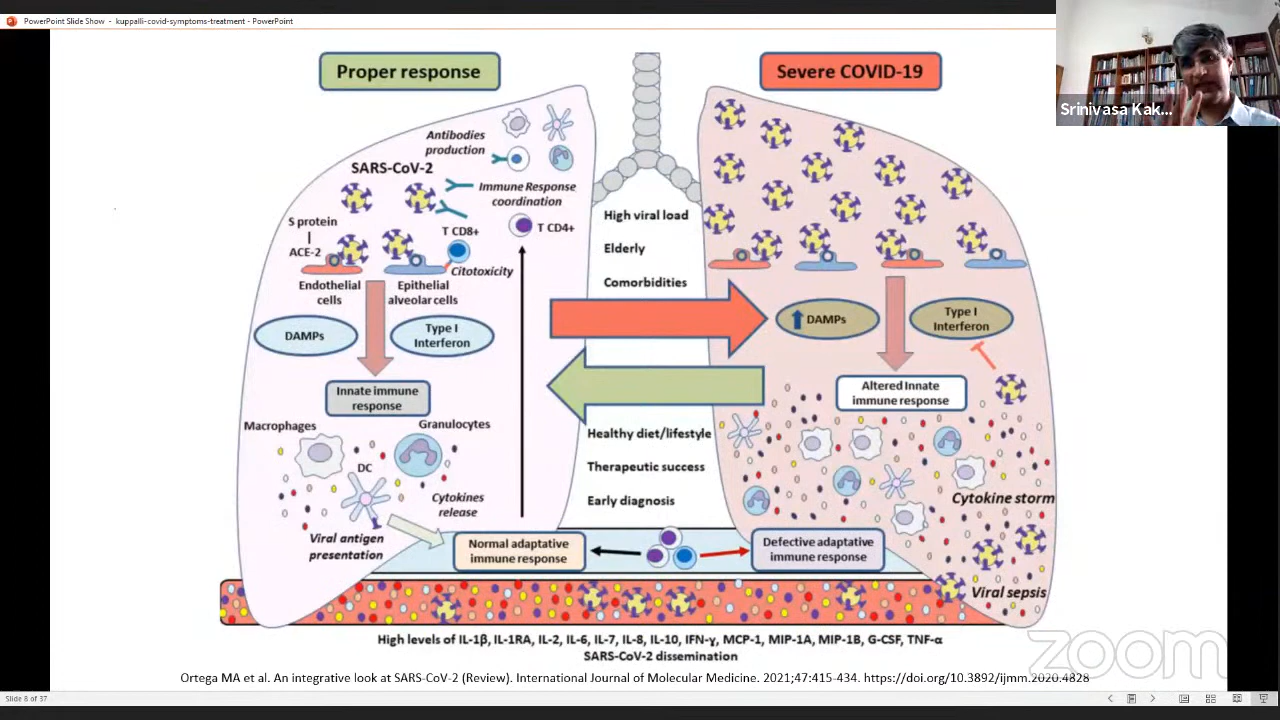 PowerPoint Slide Show - kuppalli-covid-symptoms-treatment - PowerPoint
Srinivasa Kak...
Proper response
Severe COVID-19
Antibodies
production
SARS-CoV-2
Immune Response
coordination
S protein
ACE-2
T CD8+
T CD4+
Citotoxicity
Endothelial
cells
Epithelial
alveolar cells
High viral load
Elderly
Comorbidities
DAMPs
Type I
Interferon
DAMPs
Type I
Interferon
Innate immune
response
Altered Innate
immune response
Macrophages
Granulocytes
DC
Cytokines
release
Viral antigen
presentation
Healthy diet/lifestyle
Therapeutic success
Early diagnosis
Cytokine storm
Normal adaptative
immune response
Defective adaptative
immune response
Viral sepsis
High levels of IL-1β, IL-1RA, IL-2, IL-6, IL-7, IL-8, IL-10, IFN-γ, MCP-1, MIP-1A, MIP-1B, G-CSF, TNF-α
SARS-CoV-2 dissemination
zoom
Ortega MA et al. An integrative look at SARS-CoV-2 (Review). International Journal of Molecular Medicine. 2021;47:415-434. https://doi.org/10.3892/ijmm.2020.4828
Slide 8 of 37